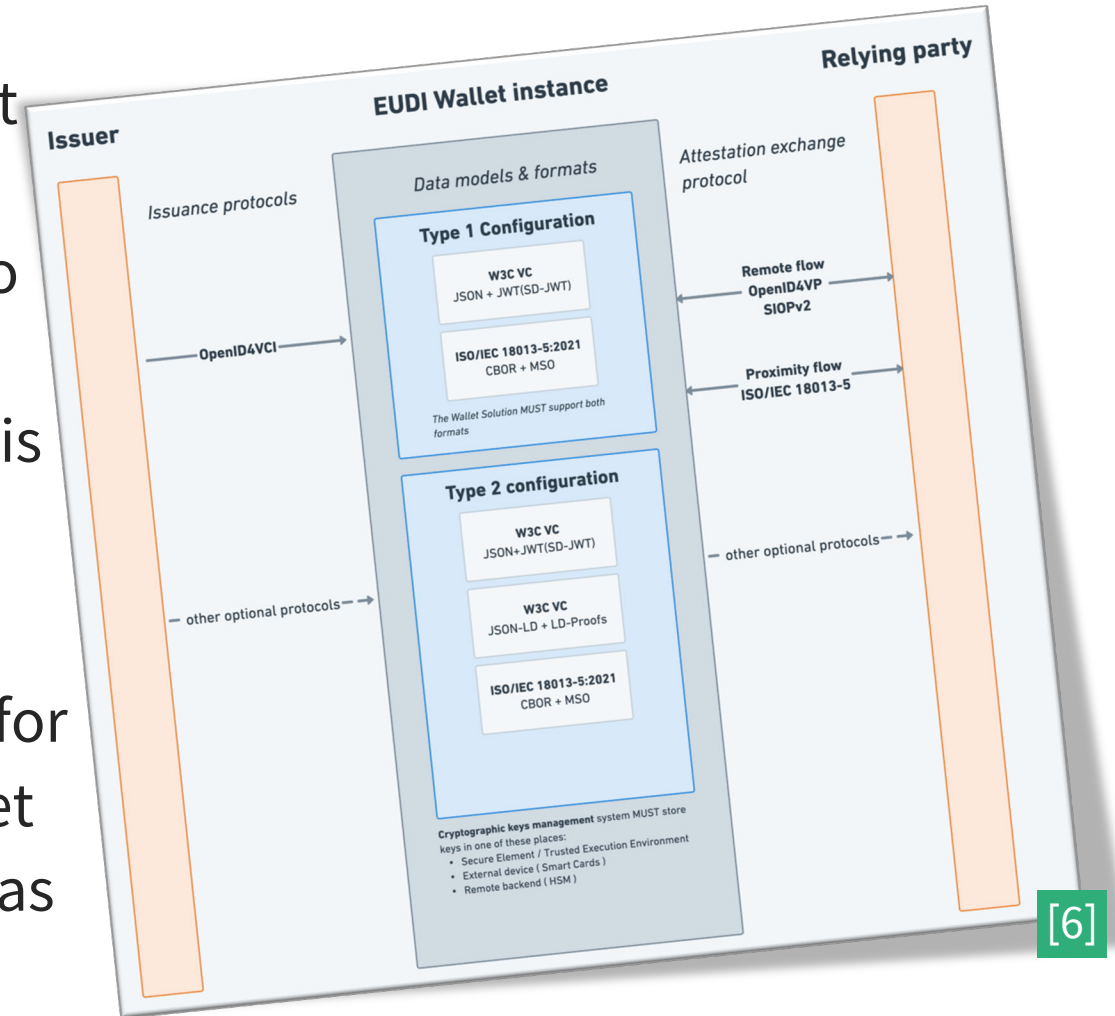 t
o
is
for
et
as
Issuer
EUDI Wallet instance
Relying party
Issuance protocols
Data models & formats
Attestation exchange
protocol
Type 1 Configuration
W3C VC
JSON + JWT(SD-JWT)
ISO/IEC 18013-5:2021
CBOR + MSO
The Wallet Solution MUST support both
formats
OpenID4VCI
Remote flow
OpenID4VP
SIOPv2
Proximity flow
ISO/IEC 18013-5
Type 2 configuration
W3C VC
JSON+JWT(SD-JWT)
W3C VC
JSON-LD + LD-Proofs
ISO/IEC 18013-5:2021
CBOR + MSO
other optional protocols
other optional protocols
Cryptographic keys management system MUST store
keys in one of these places:
• Secure Element / Trusted Execution Environment
• External device ( Smart Cards )
• Remote backend ( HSM )
[6]